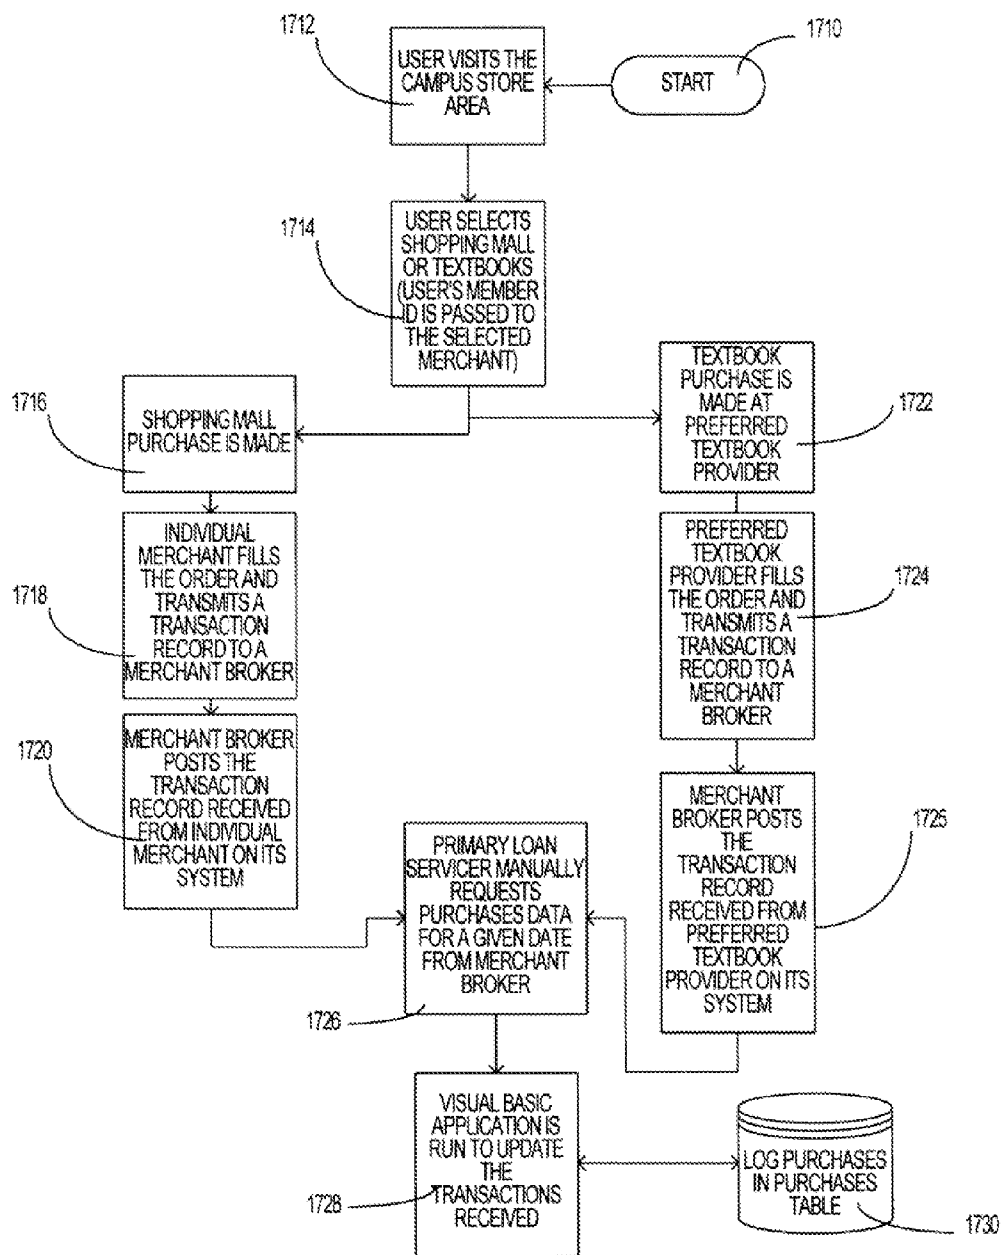 1712
USER VISITS THE
CAMPUS STORE
AREA
1710
START
1714
USER SELECTS
SHOPPING MALL
OR TEXTBOOKS
(USER'S MEMBER
ID IS PASSED TO
THE SELECTED
MERCHANT)
1716
SHOPPING MALL
PURCHASE IS MADE
TEXTBOOK
PURCHASE IS
MADE AT
PREFERRED
TEXTBOOK
PROVIDER
1722
1718
INDIVIDUAL
MERCHANT FILLS
THE ORDER AND
TRANSMITS A
TRANSACTION
RECORD TO A
MERCHANT BROKER
PREFERRED
TEXTBOOK
PROVIDER FILLS
THE ORDER AND
TRANSMITS A
TRANSACTION
RECORD TO A
MERCHANT
BROKER
1724
1720
MERCHANT BROKER
POSTS THE
TRANSACTION
RECORD RECEIVED
FROM INDIVIDUAL
MERCHANT ON ITS
SYSTEM
MERCHANT
BROKER POSTS
THE
TRANSACTION
RECORD
RECEIVED FROM
PREFERRED
TEXTBOOK
PROVIDER ON ITS
SYSTEM
1725
PRIMARY LOAN
SERVICER MANUALLY
REQUESTS
PURCHASES DATA
FOR A GIVEN DATE
FROM MERCHANT
BROKER
1726
VISUAL BASIC
APPLICATION IS
RUN TO UPDATE
THE
TRANSACTIONS
RECEIVED
1728
LOG PURCHASES
IN PURCHASES
TABLE
1730